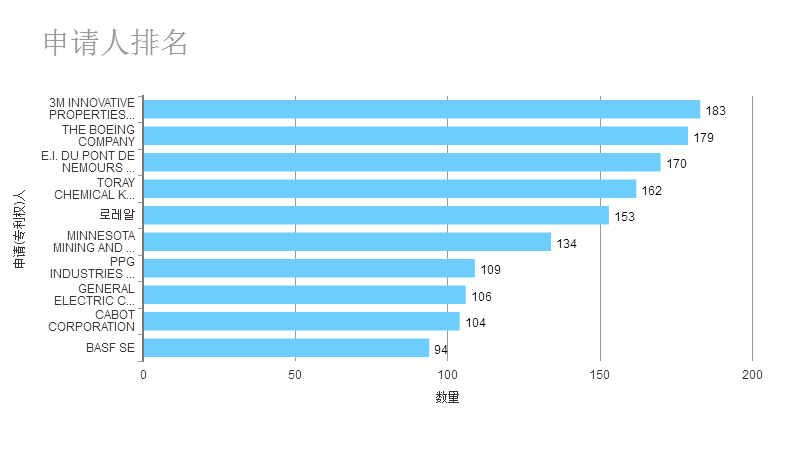 申请人排名
3M INNOVATIVE
PROPERTIES...
183
THE BOEING
COMPANY
179
E.I. DU PONT DE
NEMOURS ...
170
TORAY
CHEMICAL K...
162
로레알
153
MINNESOTA
MINING AND ...
134
PPG
INDUSTRIES ...
109
GENERAL
ELECTRIC C...
106
CABOT
CORPORATION
104
BASF SE
94
申请(专利权)人
0
50
100
150
200
数量